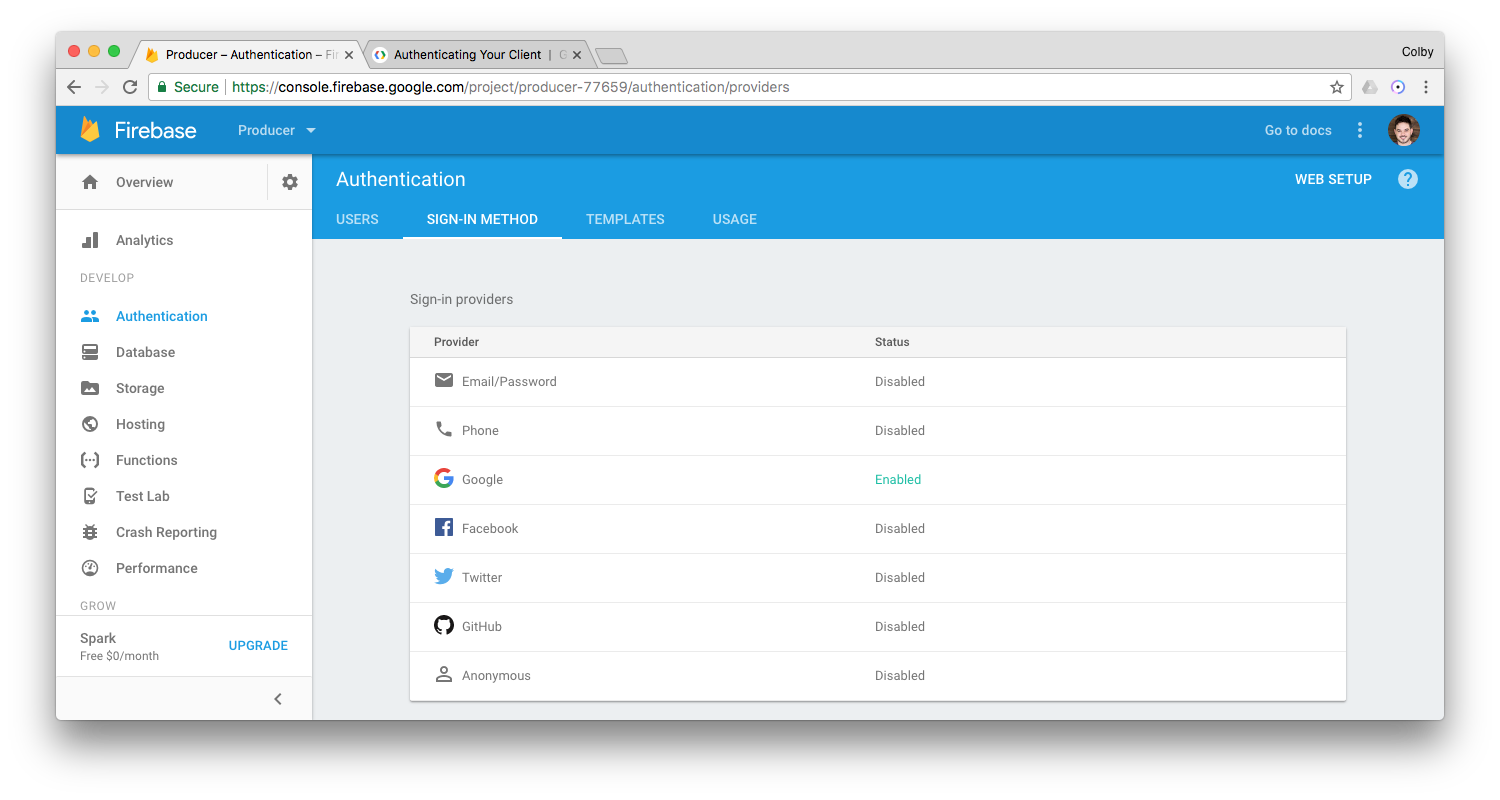 Producer – Authentication – Fir
Authenticating Your Client | G
Colby
Secure https://console.firebase.google.com/project/producer-77659/authentication/providers
Firebase
Producer
Go to docs
Overview
Authentication
WEB SETUP
?
USERS
SIGN-IN METHOD
TEMPLATES
USAGE
Analytics
DEVELOP
Authentication
Database
Storage
Hosting
Functions
Test Lab
Crash Reporting
Performance
GROW
Spark
Free $0/month
UPGRADE
Sign-in providers
Provider Status
Email/Password Disabled
Phone Disabled
Google Enabled
Facebook Disabled
Twitter Disabled
GitHub Disabled
Anonymous Disabled